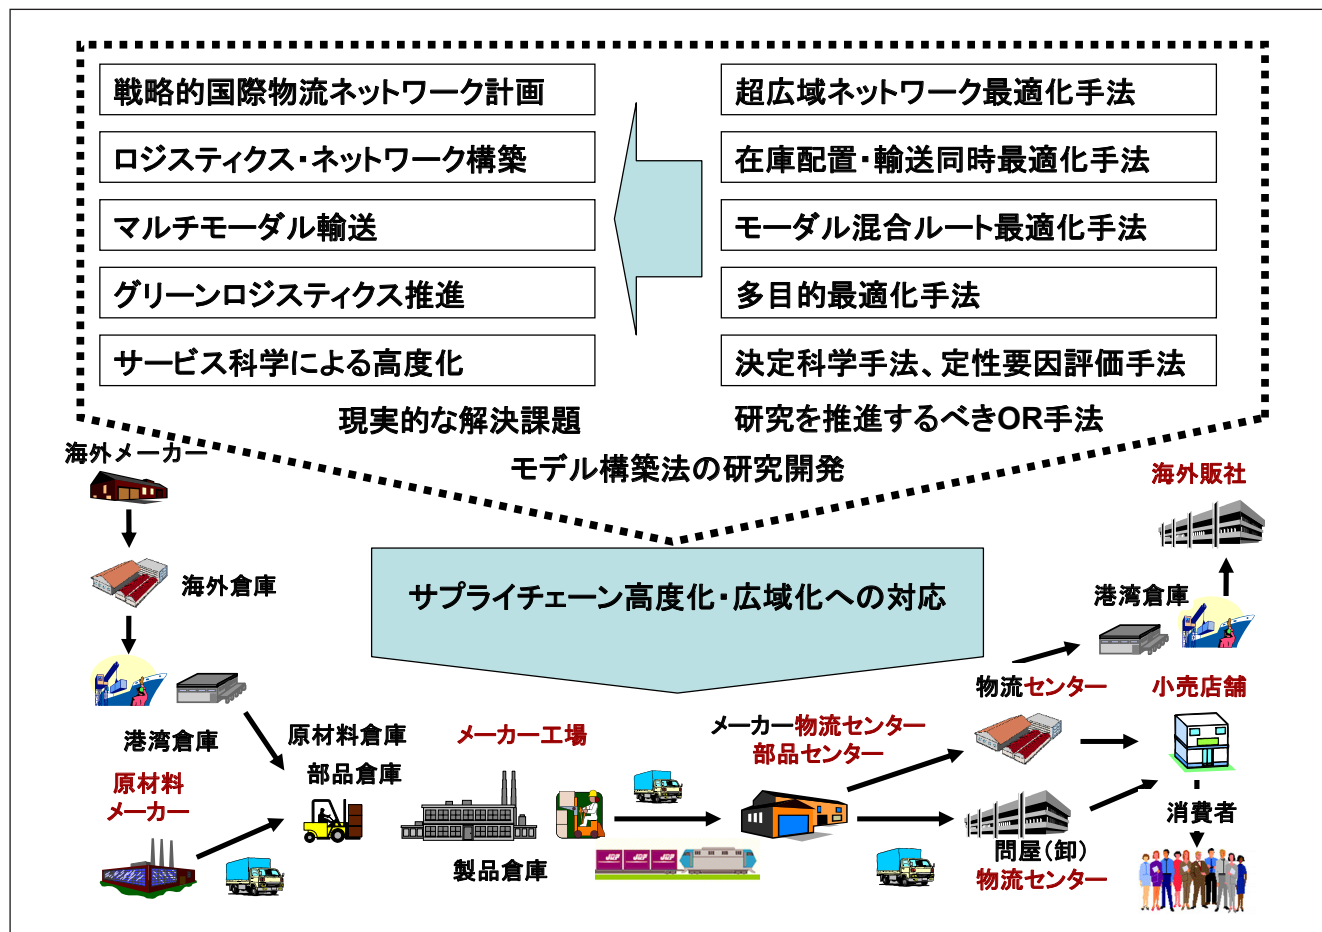 戦略的国際物流ネットワーク計画
ロジスティクス・ネットワーク構築
マルチモーダル輸送
グリーンロジスティクス推進
サービス科学による高度化
現実的な解決課題
超広域ネットワーク最適化手法
在庫配置・輸送同時最適化手法
モーダル混合ルート最適化手法
多目的最適化手法
決定科学手法、定性要因評価手法
研究を推進するべきOR手法
モデル構築法の研究開発
サプライチェーン高度化・広域化への対応
海外メーカー
海外倉庫
港湾倉庫
原材料
メーカー
原材料倉庫
部品倉庫
メーカー工場
製品倉庫
メーカー物流センター
部品センター
物流センター
問屋（卸）
物流センター
港湾倉庫
海外販社
小売店舗
消費者